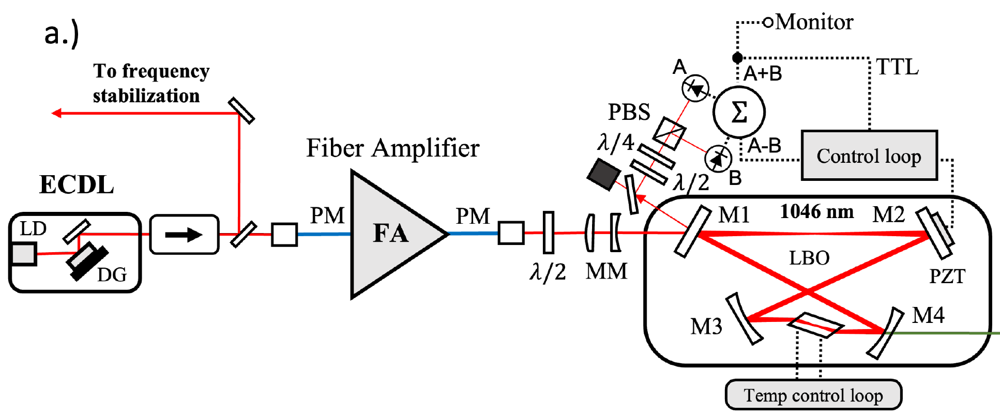 a.)
To frequency
stabilization
ECDL
LD
DG
Fiber Amplifier
PM
FA
PM
λ/2
MM
Monitor
TTL
A
A+B
Σ
PBS
A-B
λ/4
B
λ/2
Control loop
M1
1046 nm
M2
LBO
PZT
M3
M4
Temp control loop